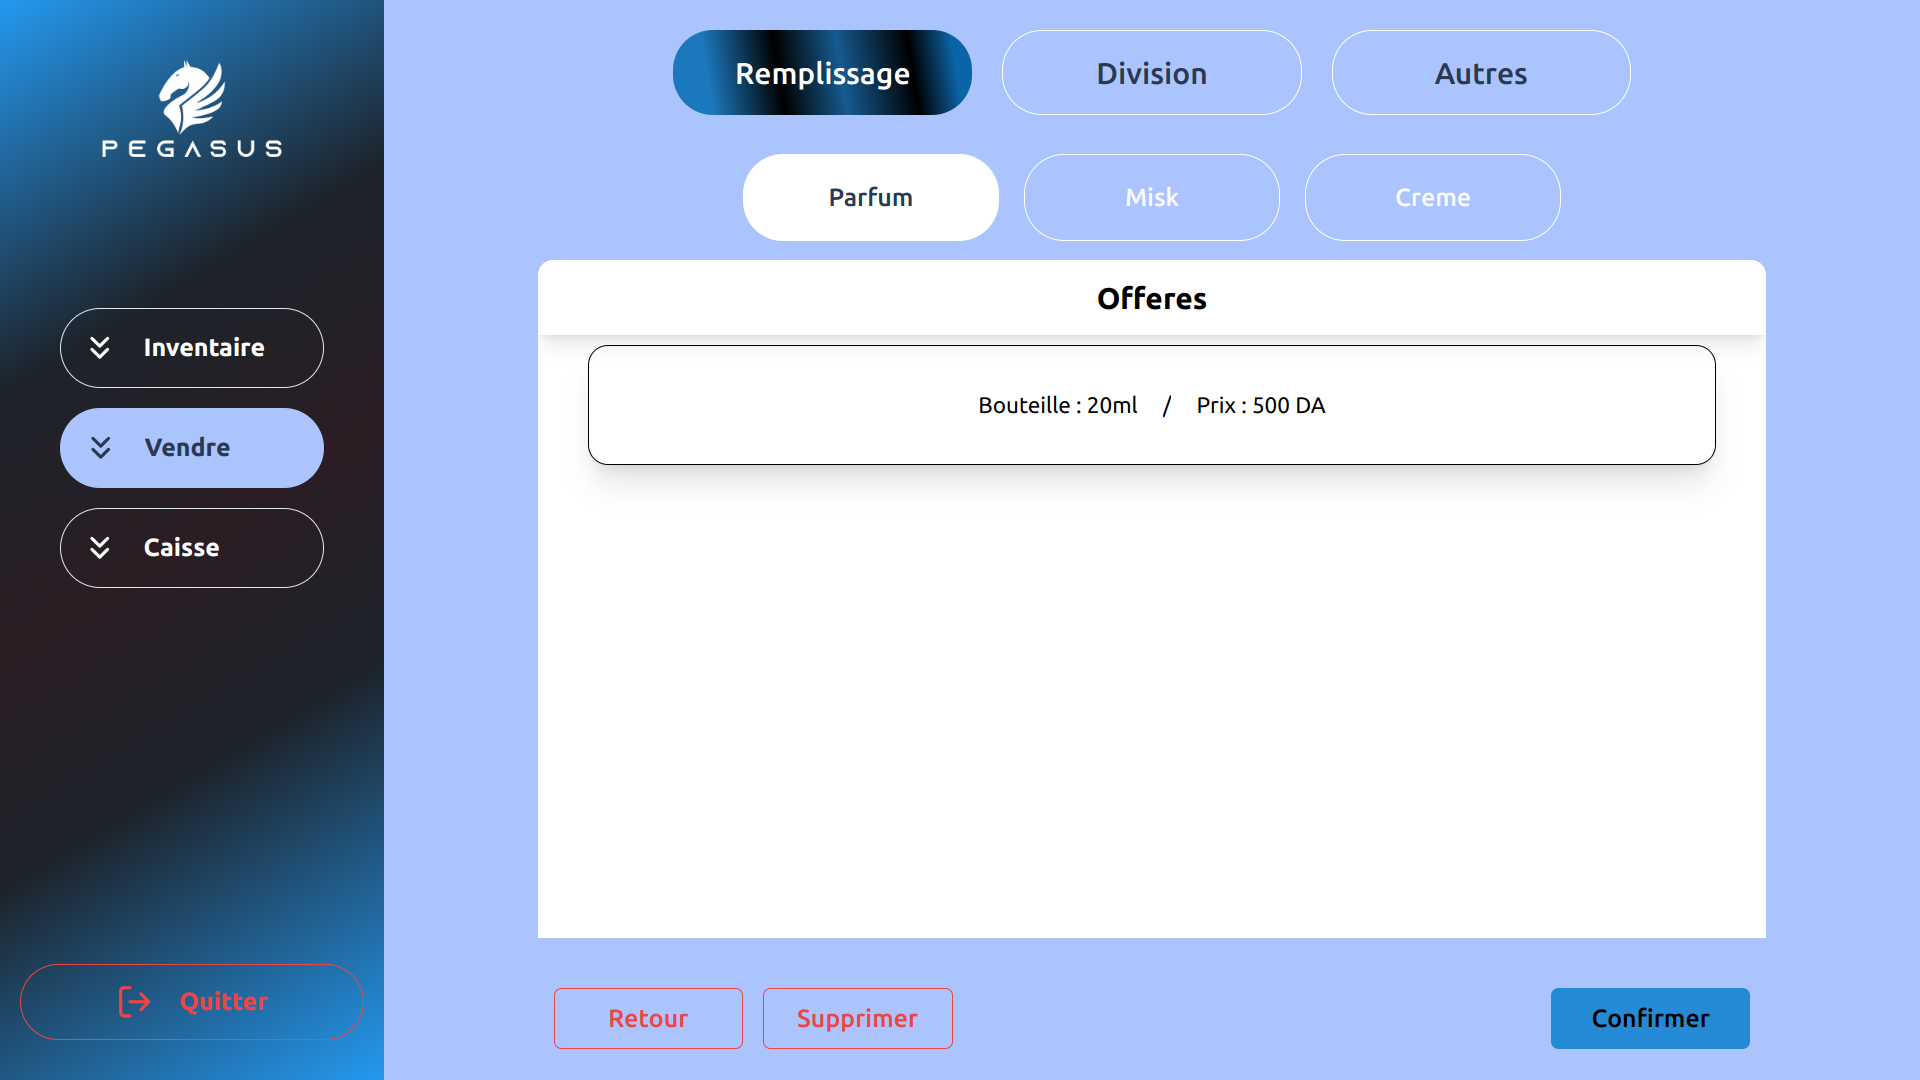 PEGASUS
Inventaire
Vendre
Caisse
Quitter
Remplissage
Division
Autres
Parfum
Misk
Creme
Offeres
Bouteille : 20ml / Prix : 500 DA
Retour
Supprimer
Confirmer